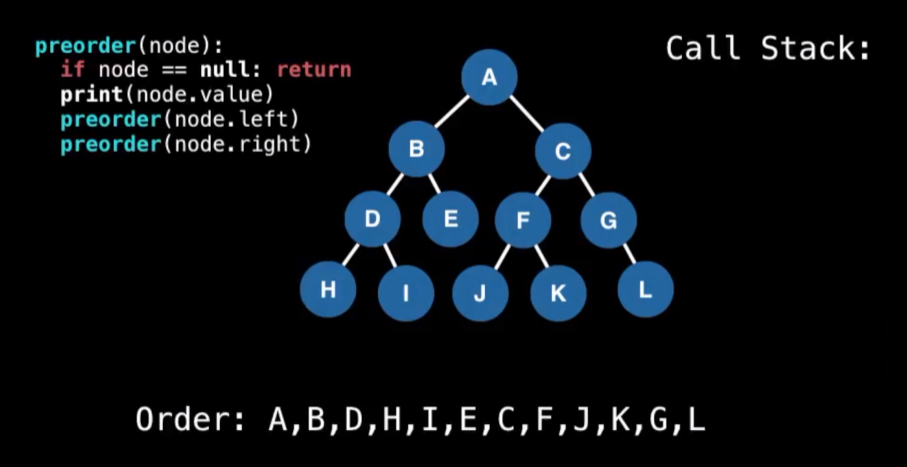 preorder(node):
if node == null: return
print(node.value)
preorder(node.left)
preorder(node.right)
Call Stack:
A
B
C
D
E
F
G
H
I
J
K
L
Order: A,B,D,H,I,E,C,F,J,K,G,L